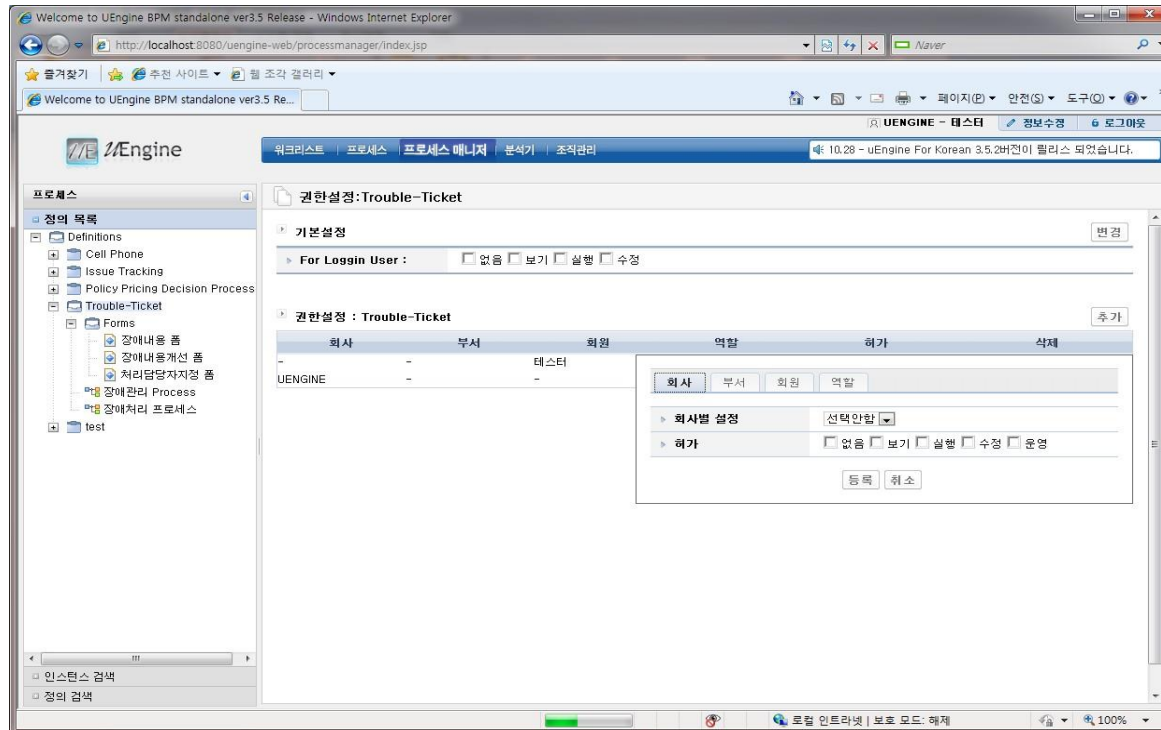 Welcome to UEngine BPM standalone ver3.5 Release - Windows Internet Explorer
http://localhost:8080/uengine-web/processmanager/index.jsp
Naver
즐겨찾기
추천 사이트
웹 조각 갤러리
Welcome to UEngine BPM standalone ver3.5 Re...
페이지(P)
안전(S)
도구(O)
UENGINE - 테스터
정보수정
로그아웃
UEngine
워크리스트
프로세스
프로세스 매니저
분석기
조직관리
10.28 - uEngine For Korean 3.5.2버전이 릴리스 되었습니다.
프로세스
정의 목록
Definitions
Cell Phone
Issue Tracking
Policy Pricing Decision Process
Trouble-Ticket
Forms
장애내용 폼
장애내용개선 폼
처리담당자지정 폼
장애관리 Process
장애처리 프로세스
test
인스턴스 검색
정의 검색
권한설정:Trouble-Ticket
기본설정
변경
For Loggin User : 없음 보기 실행 수정
권한설정 : Trouble-Ticket
추가
회사 부서 회원 역할 허가 삭제
- - 테스터
UENGINE - -
회사 부서 회원 역할
회사별 설정 선택안함
허가 없음 보기 실행 수정 운영
등록 취소
로컬 인트라넷 | 보호 모드: 해제
100%